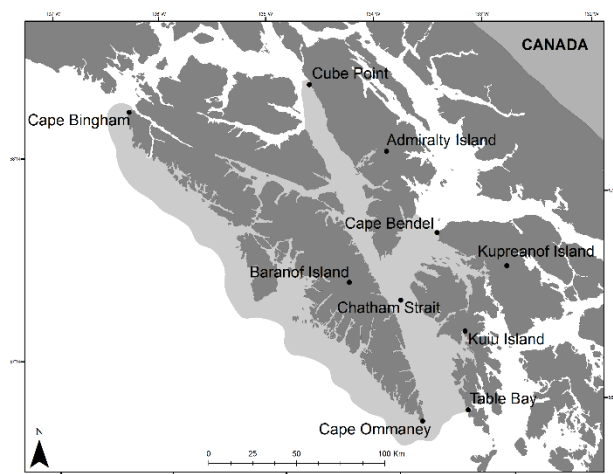 CANADA
Cube Point
Cape Bingham
Admiralty Island
Cape Bendel
Kupreanof Island
Baranof Island
Chatham Strait
Kuiu Island
Table Bay
Cape Ommaney
N
0 25 50 100 Km